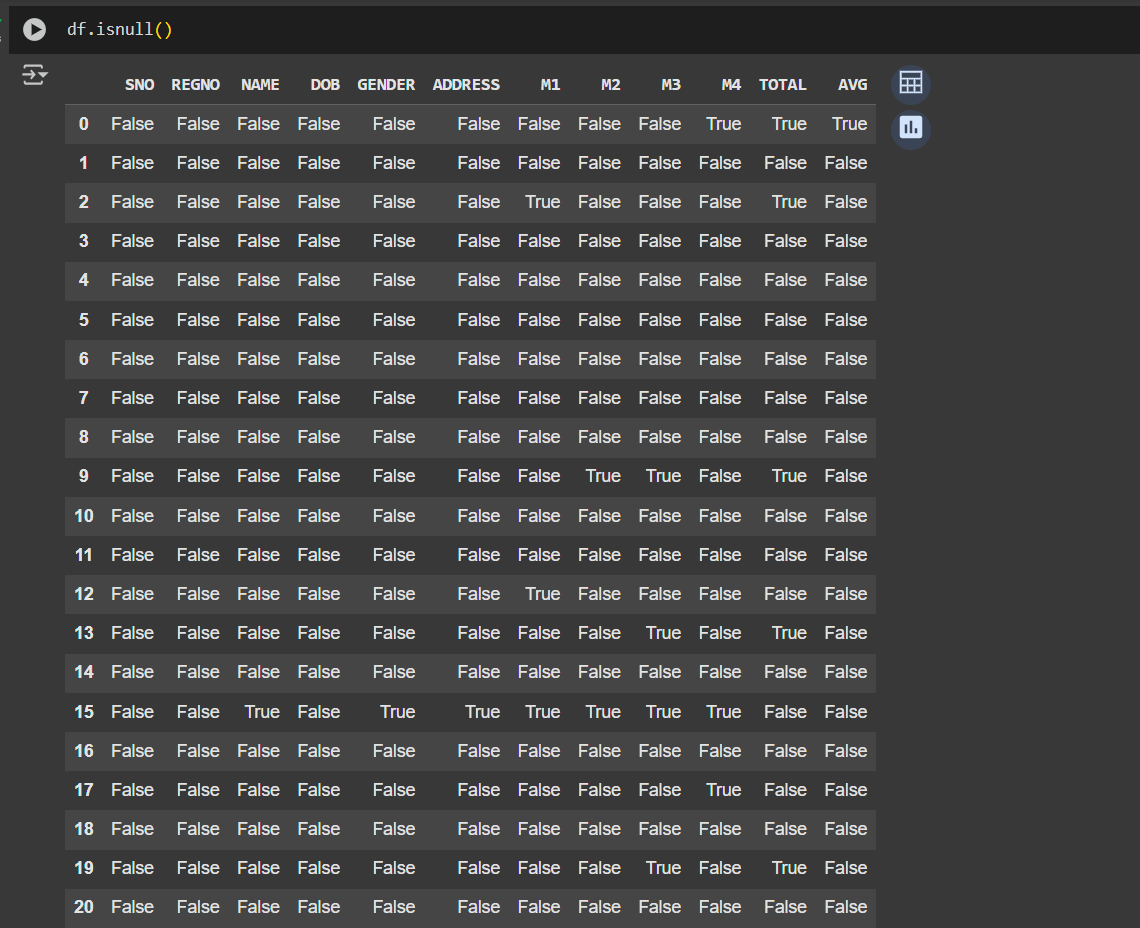 df.isnull()
SNO REGNO NAME DOB GENDER ADDRESS M1 M2 M3 M4 TOTAL AVG
0 False False False False False False False False False True True True
1 False False False False False False False False False False False False
2 False False False False False False True False False False True False
3 False False False False False False False False False False False False
4 False False False False False False False False False False False False
5 False False False False False False False False False False False False
6 False False False False False False False False False False False False
7 False False False False False False False False False False False False
8 False False False False False False False False False False False False
9 False False False False False False False True True False True False
10 False False False False False False False False False False False False
11 False False False False False False False False False False False False
12 False False False False False False True False False False False False
13 False False False False False False False False True False True False
14 False False False False False False False False False False False False
15 False False True False True True True True True True False False
16 False False False False False False False False False False False False
17 False False False False False False False False False True False False
18 False False False False False False False False False False False False
19 False False False False False False False False True False True False
20 False False False False False False False False False False False False